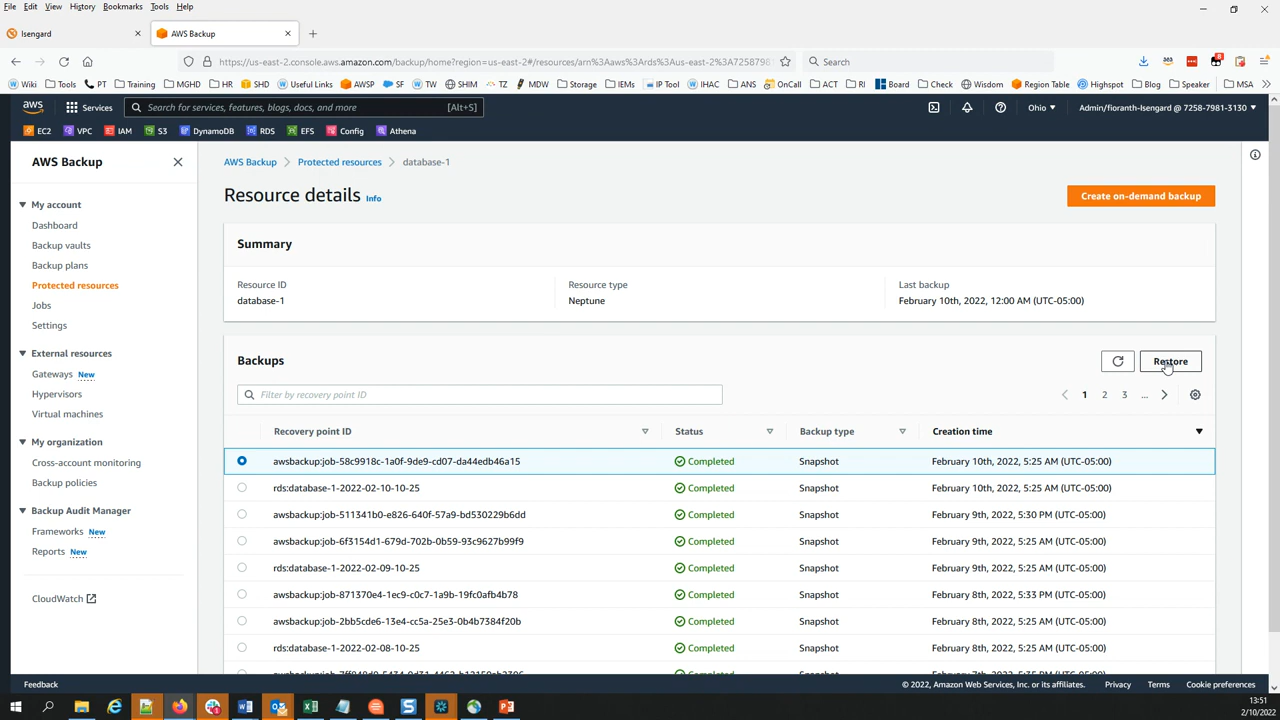 File Edit View History Bookmarks Tools Help
Isengard
AWS Backup
https://us-east-2.console.aws.amazon.com/backup/home?region=us-east-2#/resources/arn%3Aaws%3Ards%3Aus-east-2%3A7258798
Search
Wiki Tools PT Training MGHD HR SHD Useful Links AWSP SF TW SHIM TZ MDW Storage IEMs IP Tool IHAC ANS OnCall ACT RI Board Check Wisdom Region Table Highspot Blog Speaker MSA
aws Services Search for services, features, blogs, docs, and more [Alt+S] Ohio Admin/fioranth-Isengard @ 7258-7981-3130
EC2 VPC IAM S3 DynamoDB RDS EFS Config Athena
AWS Backup
My account
Dashboard
Backup vaults
Backup plans
Protected resources
Jobs
Settings
External resources
Gateways New
Hypervisors
Virtual machines
My organization
Cross-account monitoring
Backup policies
Backup Audit Manager
Frameworks New
Reports New
CloudWatch
AWS Backup Protected resources database-1
Resource details Info
Create on-demand backup
Summary
Resource ID
database-1
Resource type
Neptune
Last backup
February 10th, 2022, 12:00 AM (UTC-05:00)
Backups
Restore
Filter by recovery point ID
1 2 3 ...
Recovery point ID Status Backup type Creation time
awsbackup:job-58c9918c-1a0f-9de9-cd07-da44edb46a15 Completed Snapshot February 10th, 2022, 5:25 AM (UTC-05:00)
rds:database-1-2022-02-10-10-25 Completed Snapshot February 10th, 2022, 5:25 AM (UTC-05:00)
awsbackup:job-511341b0-e826-640f-57a9-bd530229b6dd Completed Snapshot February 9th, 2022, 5:30 PM (UTC-05:00)
awsbackup:job-6f3154d1-679d-702b-0b59-93c9627b99f9 Completed Snapshot February 9th, 2022, 5:25 AM (UTC-05:00)
rds:database-1-2022-02-09-10-25 Completed Snapshot February 9th, 2022, 5:25 AM (UTC-05:00)
awsbackup:job-871370e4-1ec9-c0c7-1a9b-19fc0afb4b78 Completed Snapshot February 8th, 2022, 5:33 PM (UTC-05:00)
awsbackup:job-2bb5cde6-13e4-cc5a-25e3-0b4b7384f20b Completed Snapshot February 8th, 2022, 5:25 AM (UTC-05:00)
rds:database-1-2022-02-08-10-25 Completed Snapshot February 8th, 2022, 5:25 AM (UTC-05:00)
Feedback
© 2022, Amazon Web Services, Inc. or its affiliates. Privacy Terms Cookie preferences
13:51
2/10/2022